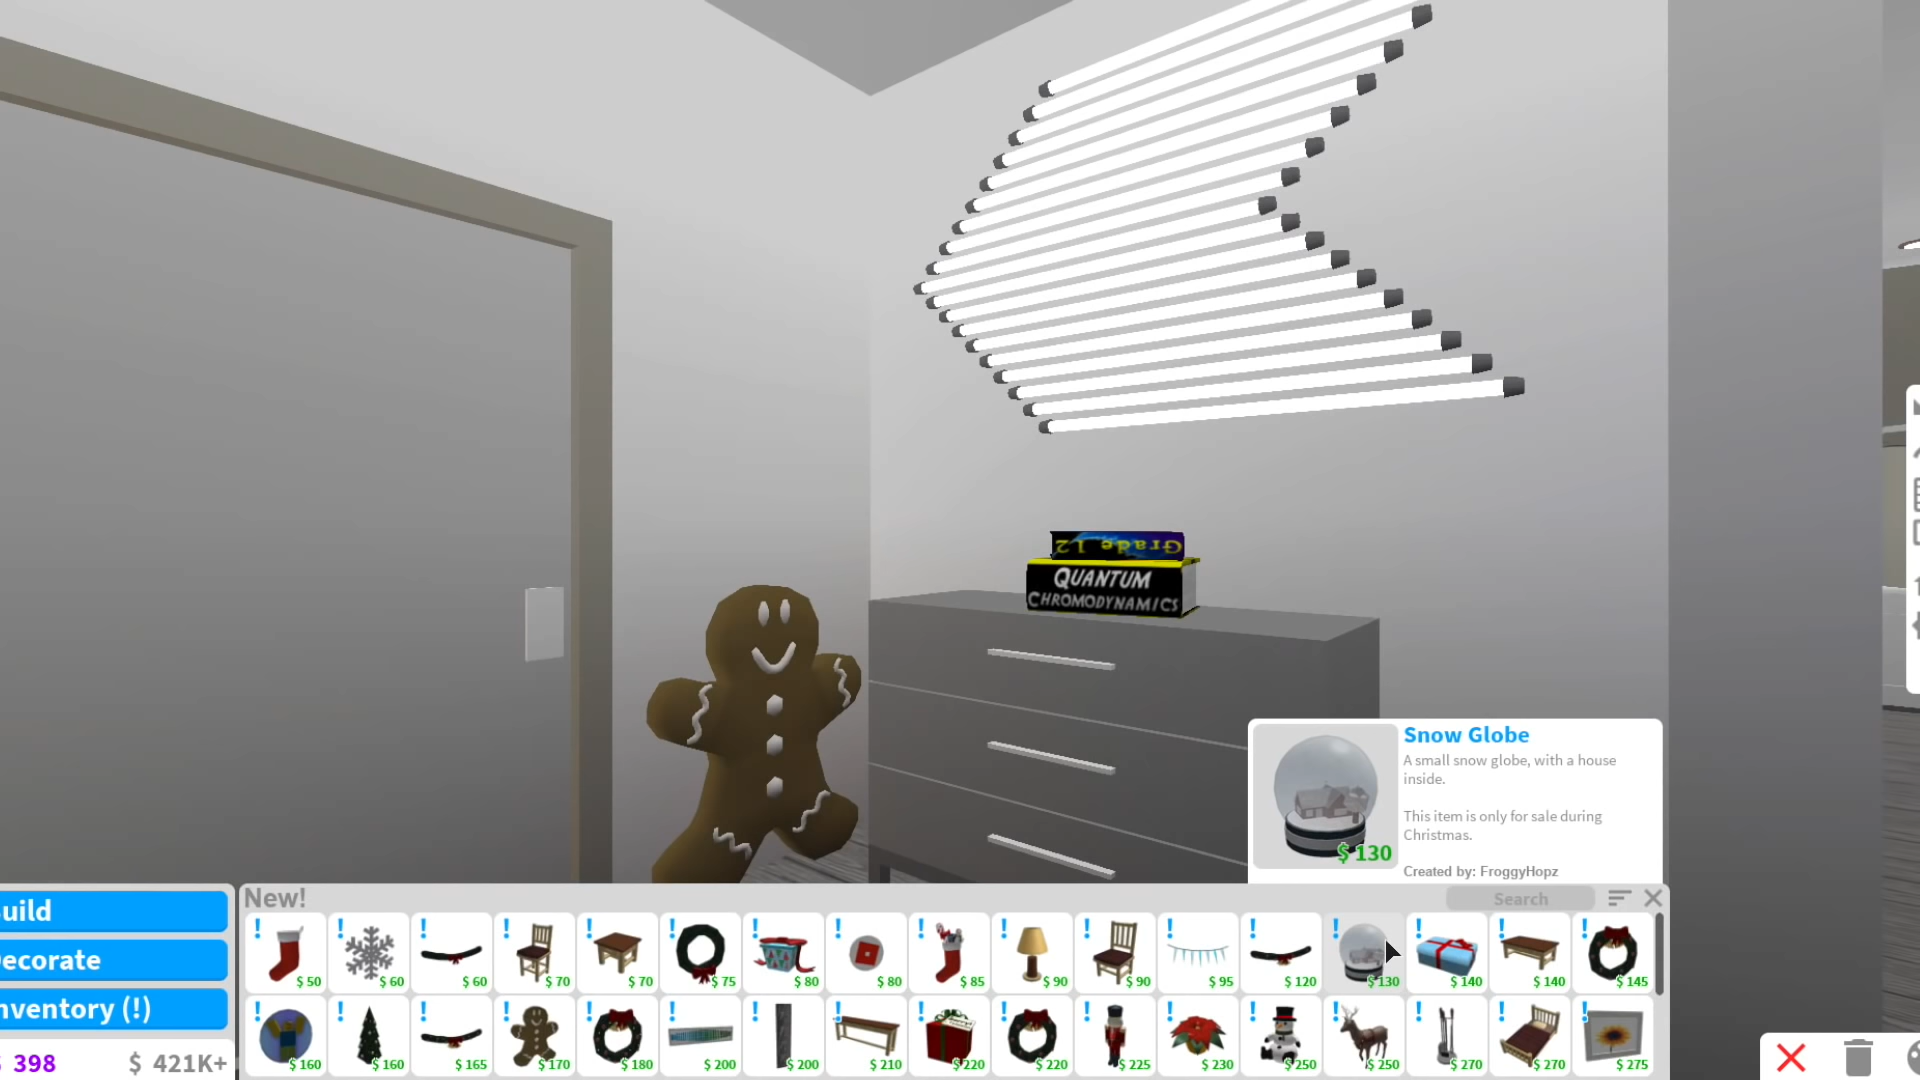 Grade 12
QUANTUM
CHROMODYNAMICS
Snow Globe
A small snow globe, with a house
inside.
This item is only for sale during
Christmas.
Created by: FroggyHopz
$ 130
New!
Search
uild
ecorate
nventory (!)
398
$ 421K+
! $ 50
! $ 60
! $ 60
! $ 70
! $ 70
! $ 75
! $ 80
! $ 80
! $ 85
! $ 90
! $ 90
! $ 95
! $ 120
! $ 130
! $ 140
! $ 140
! $ 145
! $ 160
! $ 160
! $ 165
! $ 170
! $ 180
! $ 200
! $ 200
! $ 210
! $ 220
! $ 220
! $ 225
! $ 230
! $ 250
! $ 250
! $ 270
! $ 270
! $ 275